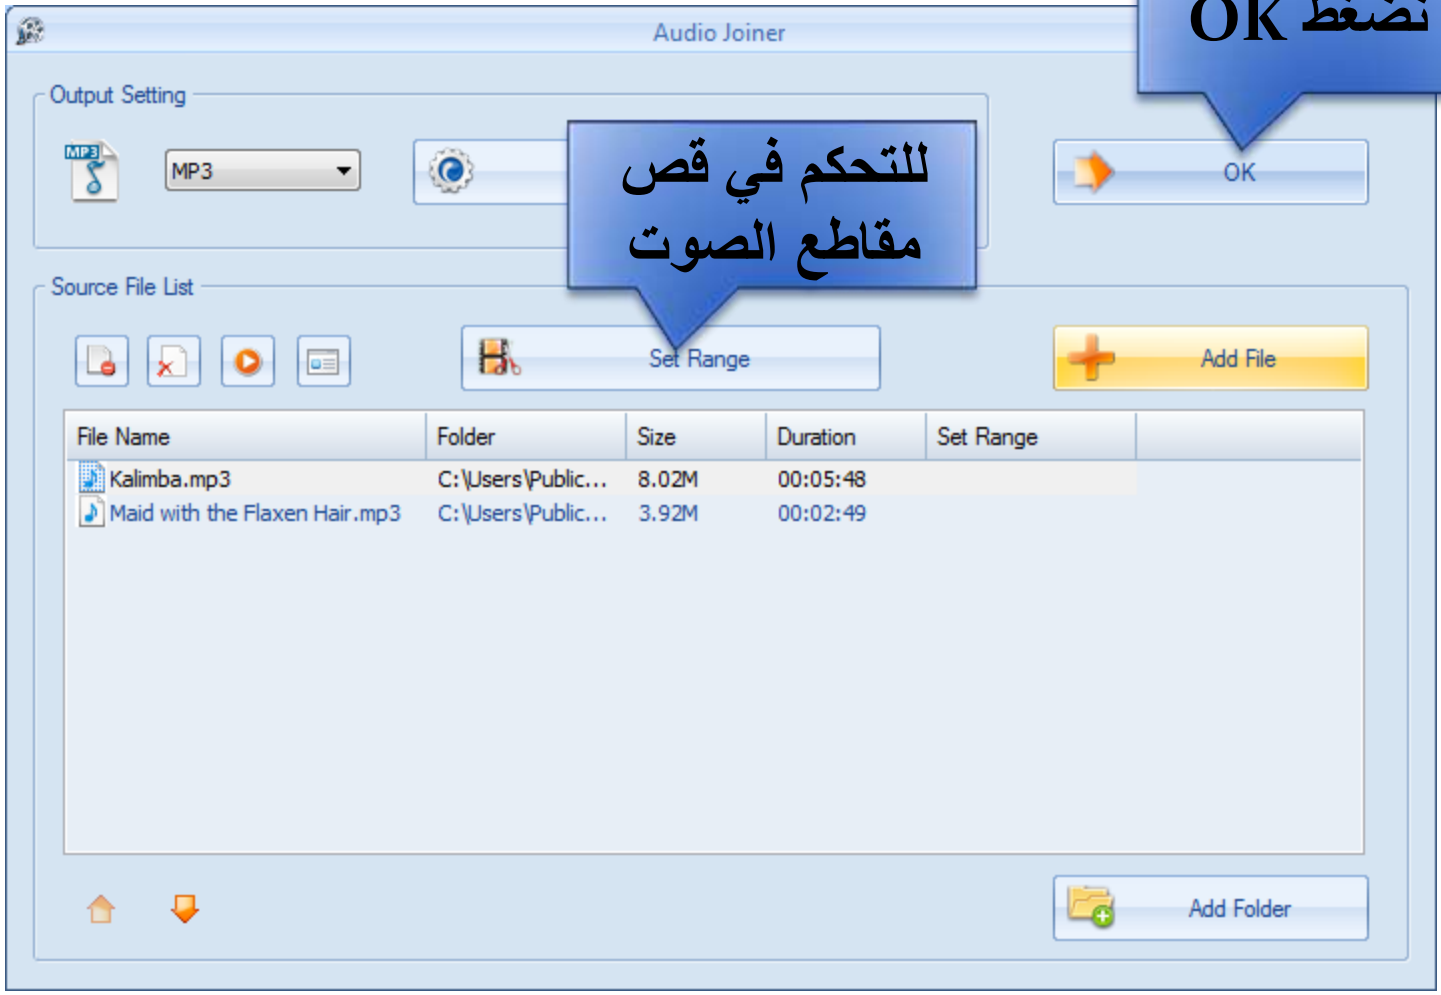 Audio Joiner
نضغط OK
Output Setting
MP3
MP3
للتحكم في قص
مقاطع الصوت
OK
Source File List
Set Range
Add File
File Name Folder Size Duration Set Range
Kalimba.mp3 C:\Users\Public... 8.02M 00:05:48
Maid with the Flaxen Hair.mp3 C:\Users\Public... 3.92M 00:02:49
Add Folder